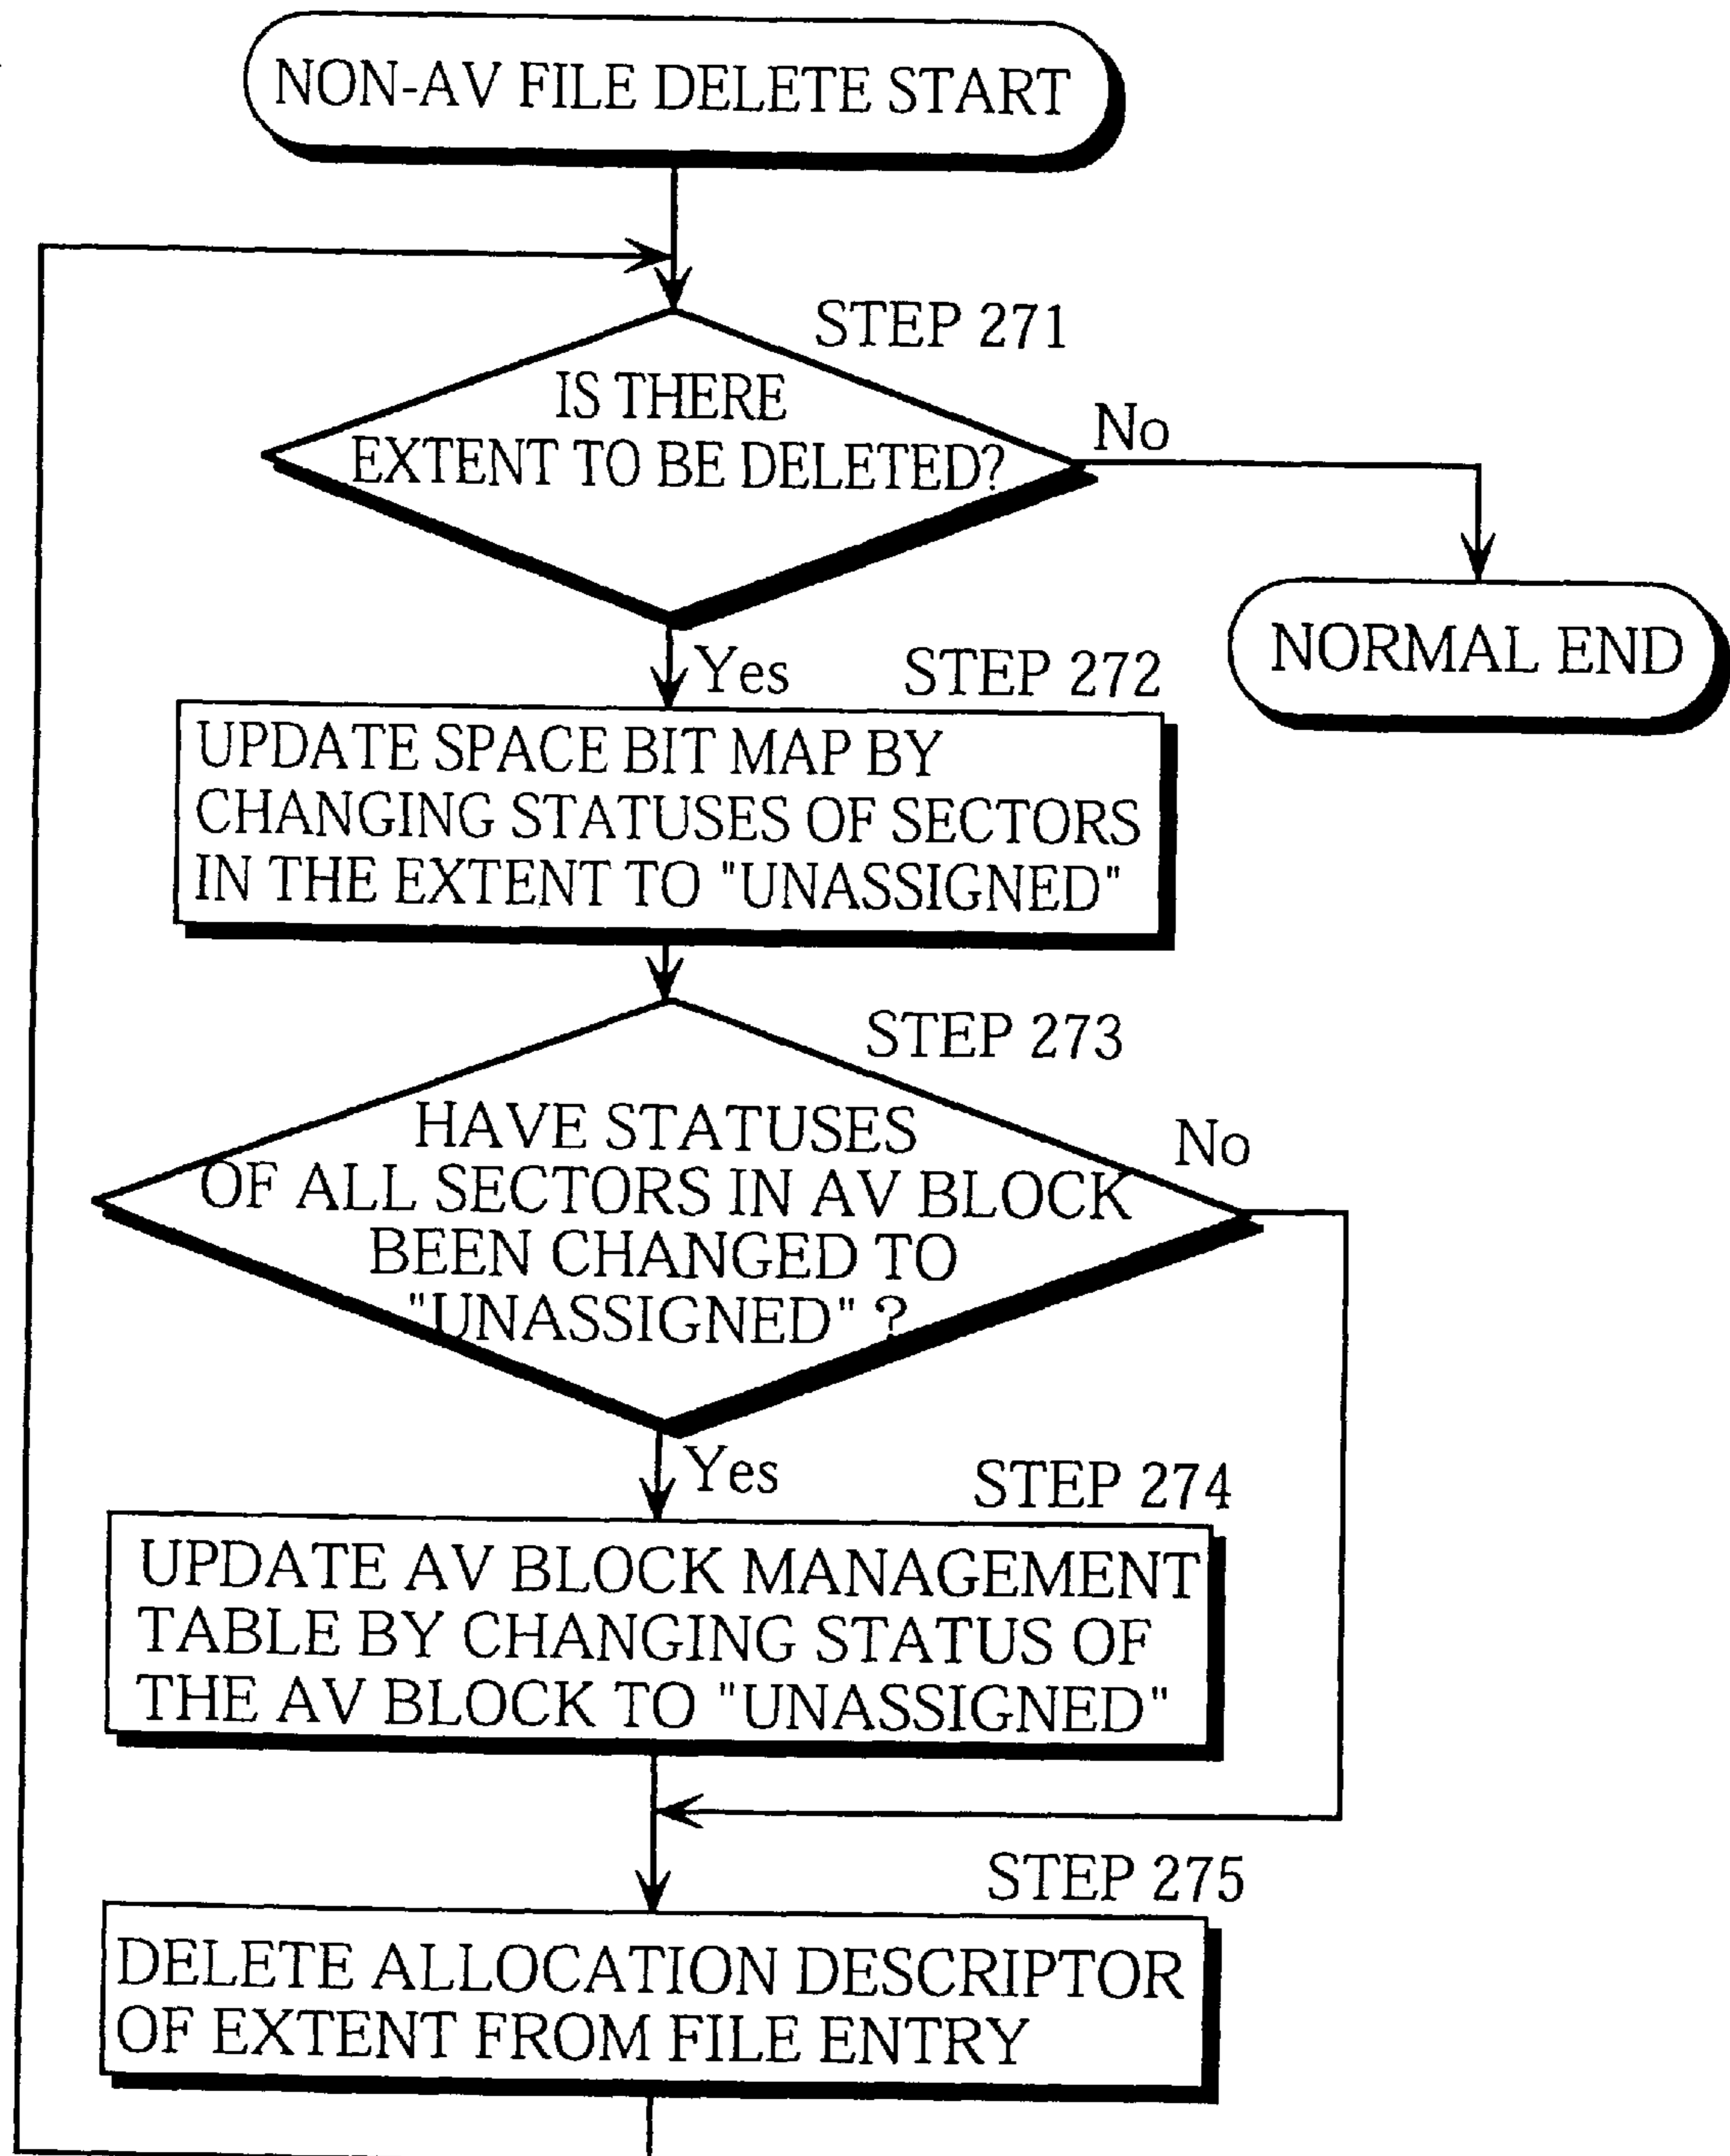 NON-AV FILE DELETE START
STEP 271
IS THERE
EXTENT TO BE DELETED?
No
NORMAL END
Yes
STEP 272
UPDATE SPACE BIT MAP BY
CHANGING STATUSES OF SECTORS
IN THE EXTENT TO "UNASSIGNED"
STEP 273
HAVE STATUSES
OF ALL SECTORS IN AV BLOCK
BEEN CHANGED TO
"UNASSIGNED" ?
No
Yes
STEP 274
UPDATE AV BLOCK MANAGEMENT
TABLE BY CHANGING STATUS OF
THE AV BLOCK TO "UNASSIGNED"
STEP 275
DELETE ALLOCATION DESCRIPTOR
OF EXTENT FROM FILE ENTRY